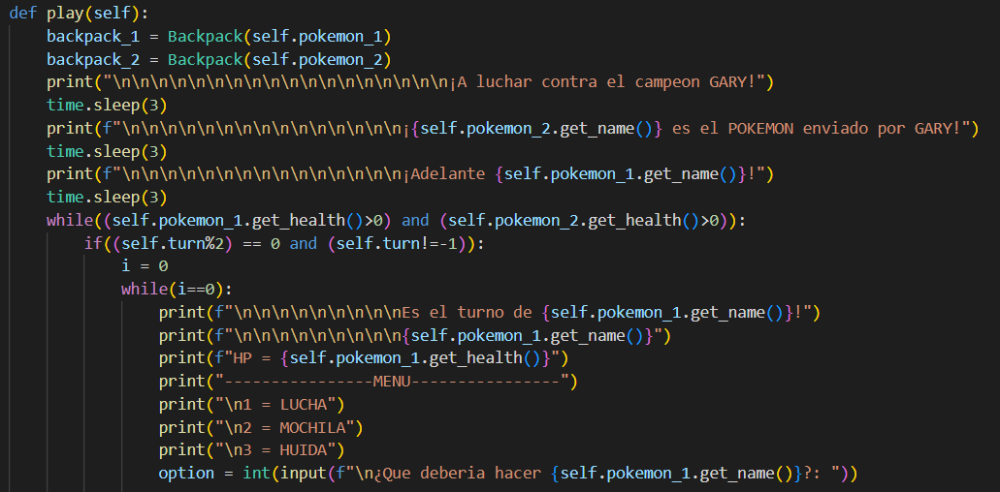 def play(self):
backpack_1 = Backpack(self.pokemon_1)
backpack_2 = Backpack(self.pokemon_2)
print("\n\n\n\n\n\n\n\n\n\n\n\n\n\n\n\n\n\n¡A luchar contra el campeon GARY!")
time.sleep(3)
print(f"\n\n\n\n\n\n\n\n\n\n\n\n\n\n\n¡{self.pokemon_2.get_name()} es el POKEMON enviado por GARY!")
time.sleep(3)
print(f"\n\n\n\n\n\n\n\n\n\n\n\n\n\n\n¡Adelante {self.pokemon_1.get_name()}!")
time.sleep(3)
while((self.pokemon_1.get_health()>0) and (self.pokemon_2.get_health()>0)):
if((self.turn%2) == 0 and (self.turn!=-1)):
i = 0
while(i==0):
print(f"\n\n\n\n\n\n\n\n\nEs el turno de {self.pokemon_1.get_name()}!")
print(f"\n\n\n\n\n\n\n\n\n{self.pokemon_1.get_name()}")
print(f"HP = {self.pokemon_1.get_health()}")
print("----------------MENU----------------")
print("\n1 = LUCHA")
print("\n2 = MOCHILA")
print("\n3 = HUIDA")
option = int(input(f"\n¿Que deberia hacer {self.pokemon_1.get_name()}?: "))